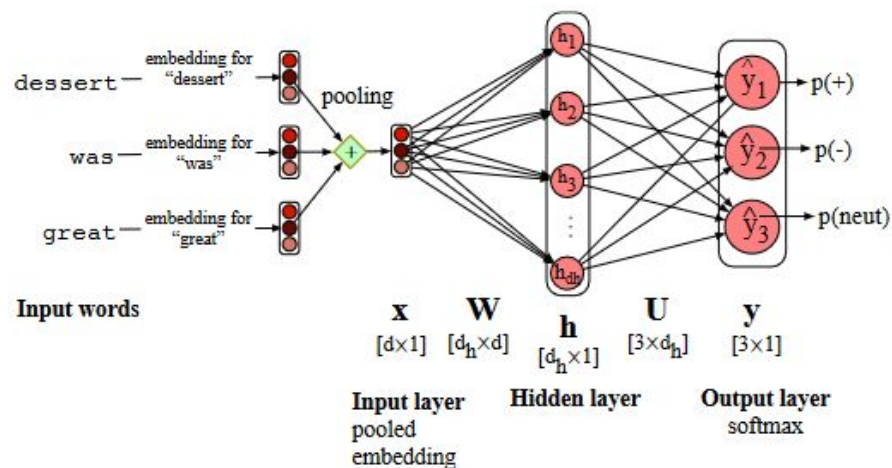 dessert
embedding for
“dessert”
pooling
was
embedding for
“was”
+
great
embedding for
“great”
h1
h2
h3
⋮
hdh
ŷ1
ŷ2
ŷ3
p(+)
p(-)
p(neut)
Input words
x
[d×1]
W
[dh×d]
h
[dh×1]
U
[3×dh]
y
[3×1]
Input layer
pooled
embedding
Hidden layer
Output layer
softmax